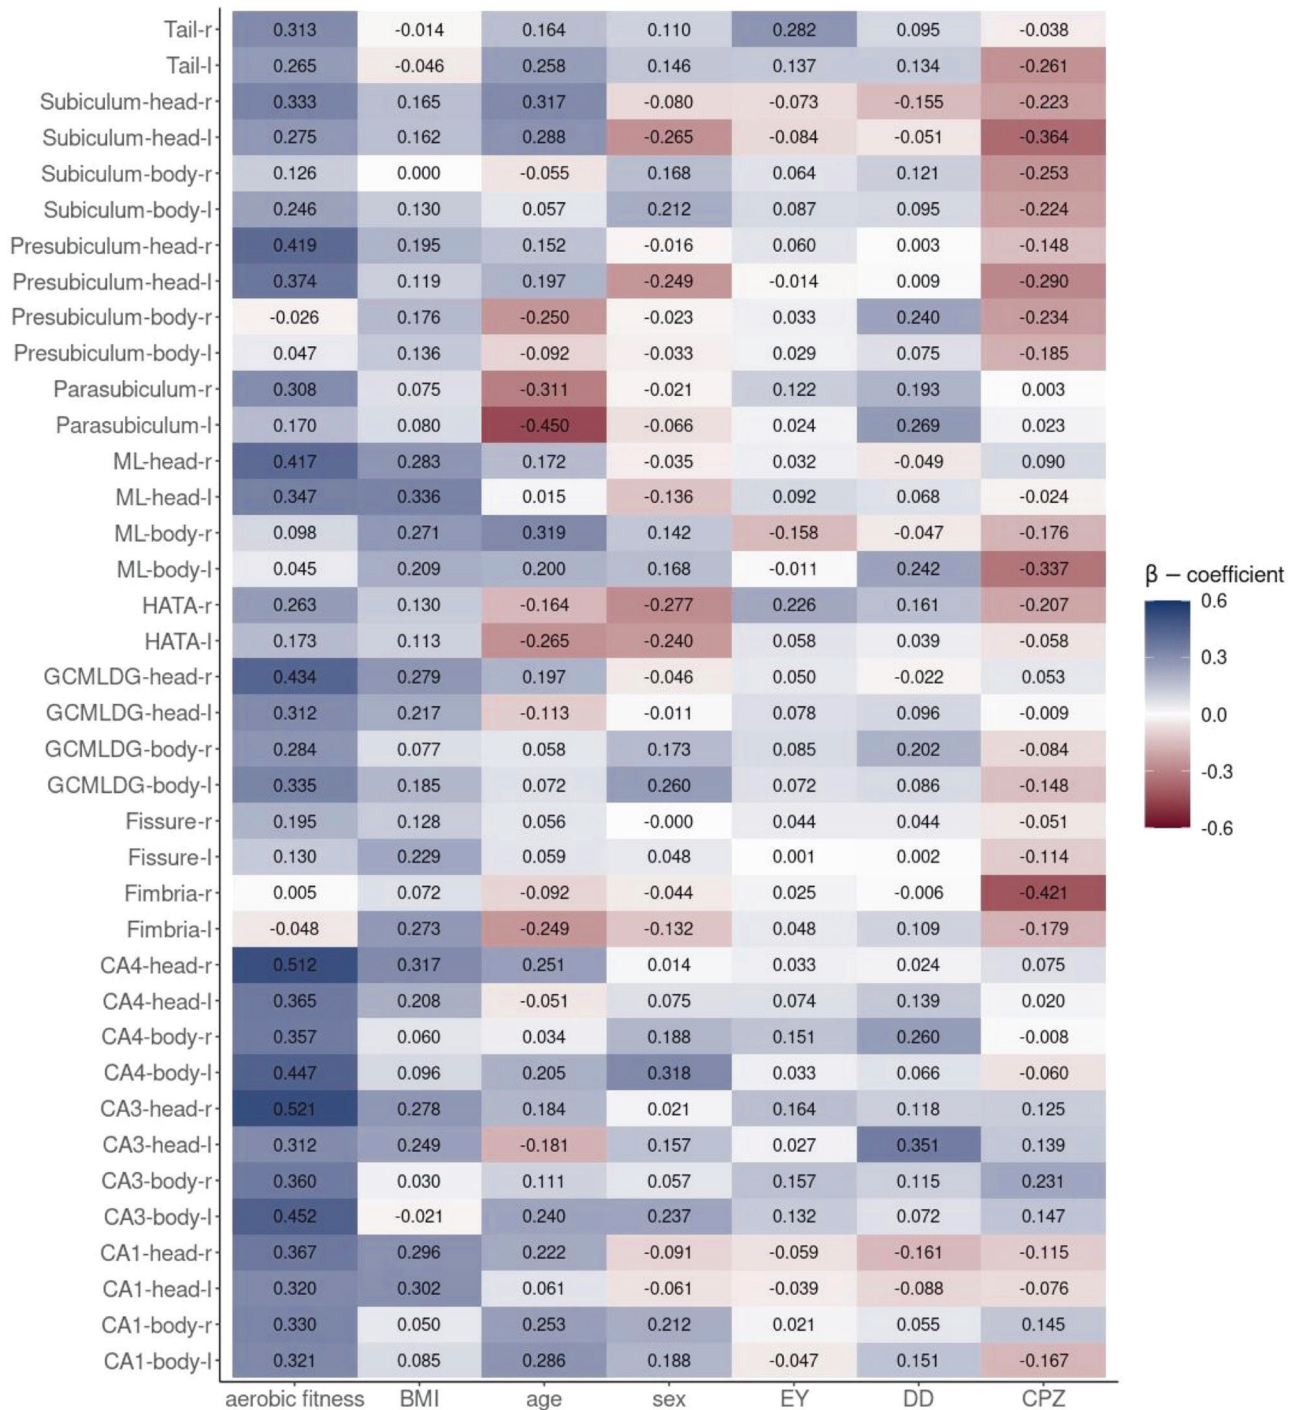 Tail-r 0.313 -0.014 0.164 0.110 0.282 0.095 -0.038
Tail-l 0.265 -0.046 0.258 0.146 0.137 0.134 -0.261
Subiculum-head-r 0.333 0.165 0.317 -0.080 -0.073 -0.155 -0.223
Subiculum-head-l 0.275 0.162 0.288 -0.265 -0.084 -0.051 -0.364
Subiculum-body-r 0.126 0.000 -0.055 0.168 0.064 0.121 -0.253
Subiculum-body-l 0.246 0.130 0.057 0.212 0.087 0.095 -0.224
Presubiculum-head-r 0.419 0.195 0.152 -0.016 0.060 0.003 -0.148
Presubiculum-head-l 0.374 0.119 0.197 -0.249 -0.014 0.009 -0.290
Presubiculum-body-r -0.026 0.176 -0.250 -0.023 0.033 0.240 -0.234
Presubiculum-body-l 0.047 0.136 -0.092 -0.033 0.029 0.075 -0.185
Parasubiculum-r 0.308 0.075 -0.311 -0.021 0.122 0.193 0.003
Parasubiculum-l 0.170 0.080 -0.450 -0.066 0.024 0.269 0.023
ML-head-r 0.417 0.283 0.172 -0.035 0.032 -0.049 0.090
ML-head-l 0.347 0.336 0.015 -0.136 0.092 0.068 -0.024
ML-body-r 0.098 0.271 0.319 0.142 -0.158 -0.047 -0.176
ML-body-l 0.045 0.209 0.200 0.168 -0.011 0.242 -0.337
HATA-r 0.263 0.130 -0.164 -0.277 0.226 0.161 -0.207
HATA-l 0.173 0.113 -0.265 -0.240 0.058 0.039 -0.058
GCMLDG-head-r 0.434 0.279 0.197 -0.046 0.050 -0.022 0.053
GCMLDG-head-l 0.312 0.217 -0.113 -0.011 0.078 0.096 -0.009
GCMLDG-body-r 0.284 0.077 0.058 0.173 0.085 0.202 -0.084
GCMLDG-body-l 0.335 0.185 0.072 0.260 0.072 0.086 -0.148
Fissure-r 0.195 0.128 0.056 -0.000 0.044 0.044 -0.051
Fissure-l 0.130 0.229 0.059 0.048 0.001 0.002 -0.114
Fimbria-r 0.005 0.072 -0.092 -0.044 0.025 -0.006 -0.421
Fimbria-l -0.048 0.273 -0.249 -0.132 0.048 0.109 -0.179
CA4-head-r 0.512 0.317 0.251 0.014 0.033 0.024 0.075
CA4-head-l 0.365 0.208 -0.051 0.075 0.074 0.139 0.020
CA4-body-r 0.357 0.060 0.034 0.188 0.151 0.260 -0.008
CA4-body-l 0.447 0.096 0.205 0.318 0.033 0.066 -0.060
CA3-head-r 0.521 0.278 0.184 0.021 0.164 0.118 0.125
CA3-head-l 0.312 0.249 -0.181 0.157 0.027 0.351 0.139
CA3-body-r 0.360 0.030 0.111 0.057 0.157 0.115 0.231
CA3-body-l 0.452 -0.021 0.240 0.237 0.132 0.072 0.147
CA1-head-r 0.367 0.296 0.222 -0.091 -0.059 -0.161 -0.115
CA1-head-l 0.320 0.302 0.061 -0.061 -0.039 -0.088 -0.076
CA1-body-r 0.330 0.050 0.253 0.212 0.021 0.055 0.145
CA1-body-l 0.321 0.085 0.286 0.188 -0.047 0.151 -0.167
aerobic fitness BMI age sex EY DD CPZ
β – coefficient
0.6
0.3
0.0
-0.3
-0.6